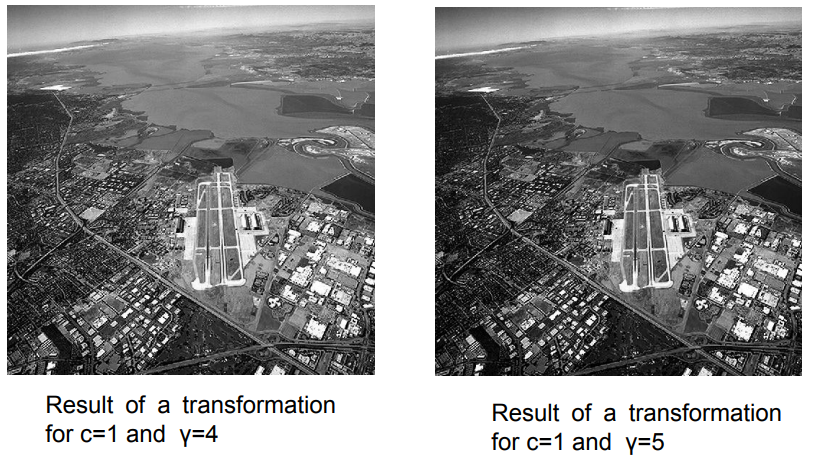 Result of a transformation
for c=1 and γ=4
Result of a transformation
for c=1 and γ=5